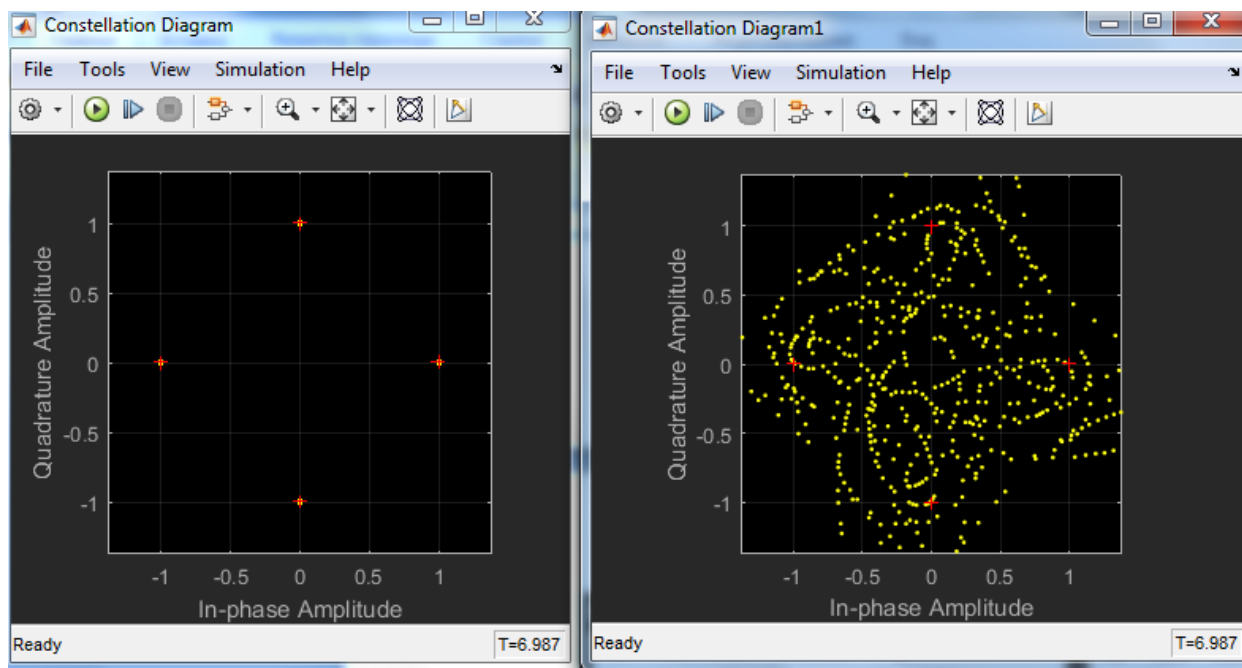 Constellation Diagram
File Tools View Simulation Help
1
0.5
0
-0.5
-1
Quadrature Amplitude
-1 -0.5 0 0.5 1
In-phase Amplitude
Ready T=6.987
Constellation Diagram1
File Tools View Simulation Help
1
0.5
0
-0.5
-1
Quadrature Amplitude
-1 -0.5 0 0.5 1
In-phase Amplitude
Ready T=6.987